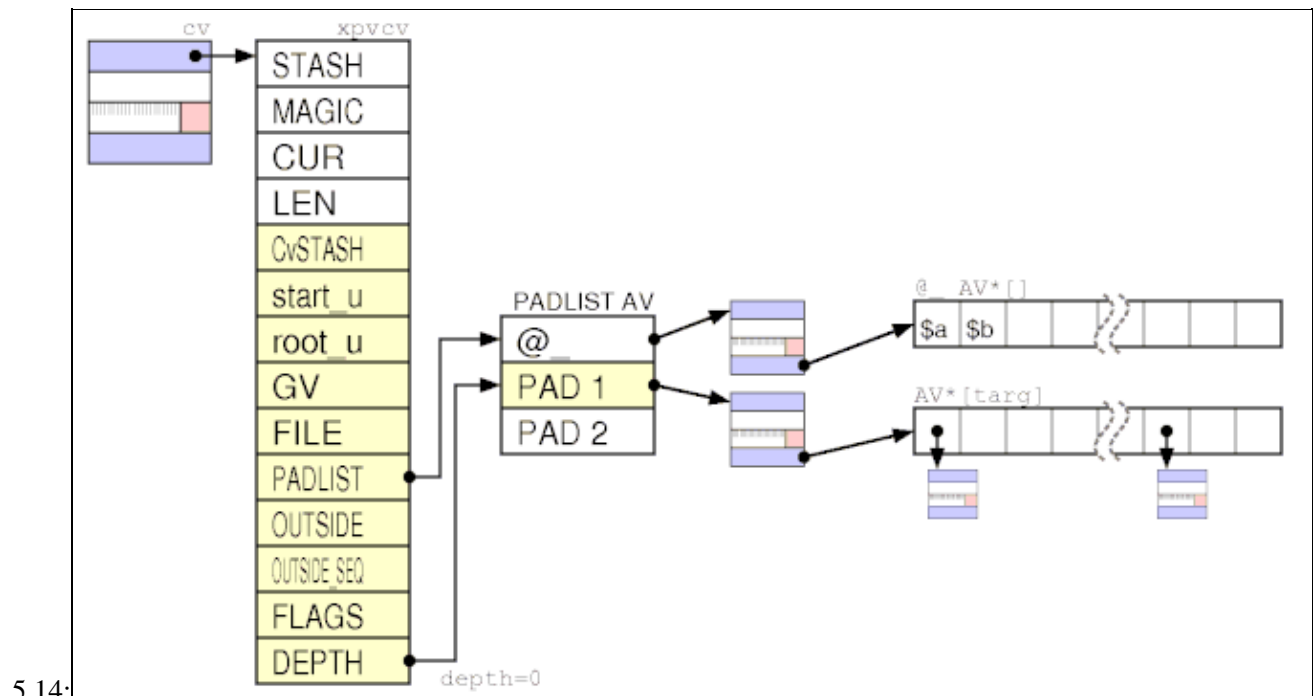 cv
xpvcv
STASH
MAGIC
CUR
LEN
CvSTASH
start_u
root_u
GV
FILE
PADLIST
OUTSIDE
OUTSIDE_SEQ
FLAGS
DEPTH
depth=0
PADLIST AV
@_
PAD 1
PAD 2
@_ AV*[]
$a $b
AV*[targ]
5.14: